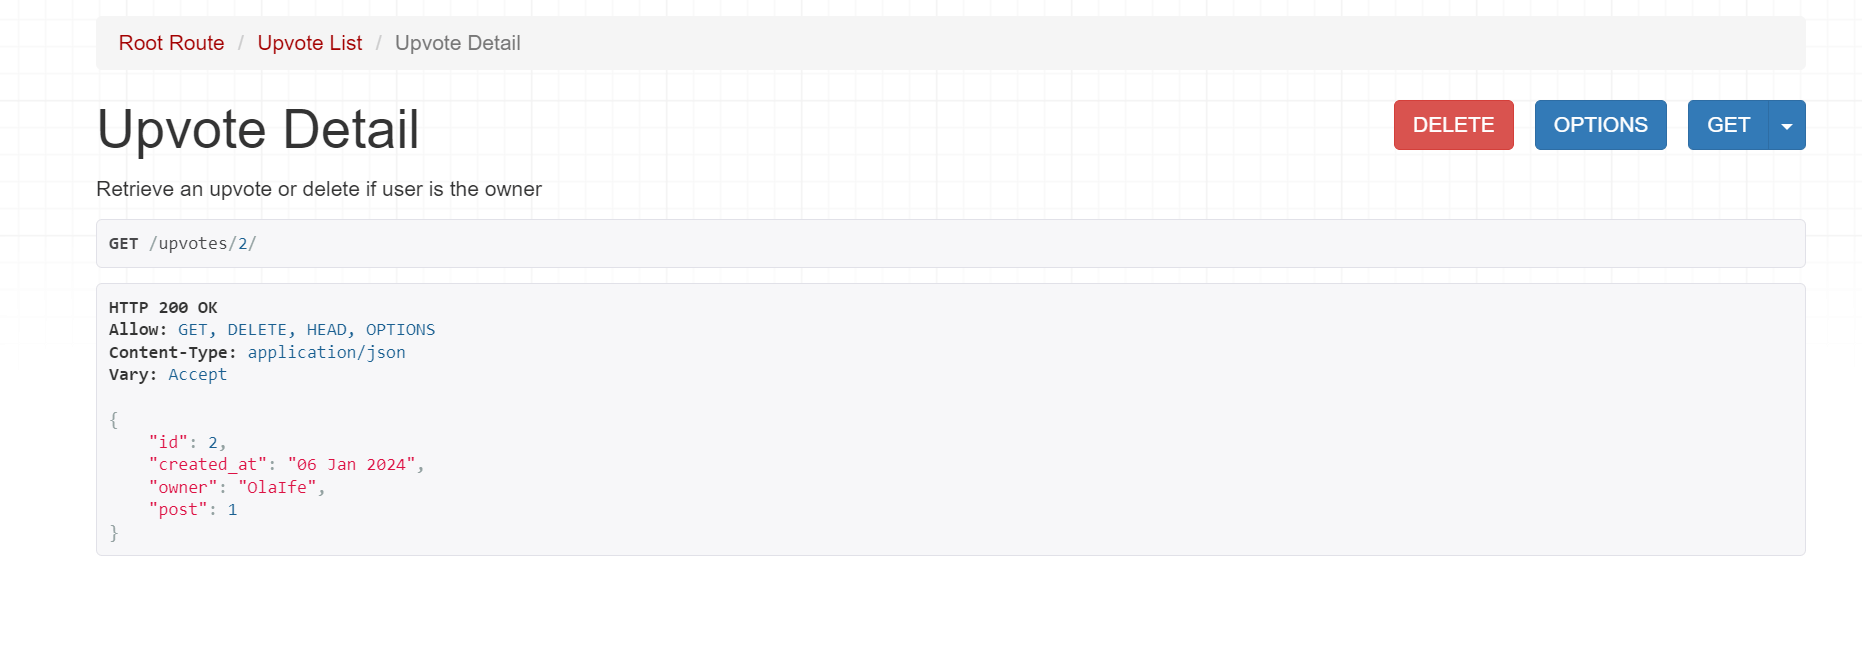 Root Route / Upvote List / Upvote Detail
Upvote Detail
DELETE
OPTIONS
GET
Retrieve an upvote or delete if user is the owner
GET /upvotes/2/
HTTP 200 OK
Allow: GET, DELETE, HEAD, OPTIONS
Content-Type: application/json
Vary: Accept
{
    "id": 2,
    "created_at": "06 Jan 2024",
    "owner": "OlaIfe",
    "post": 1
}